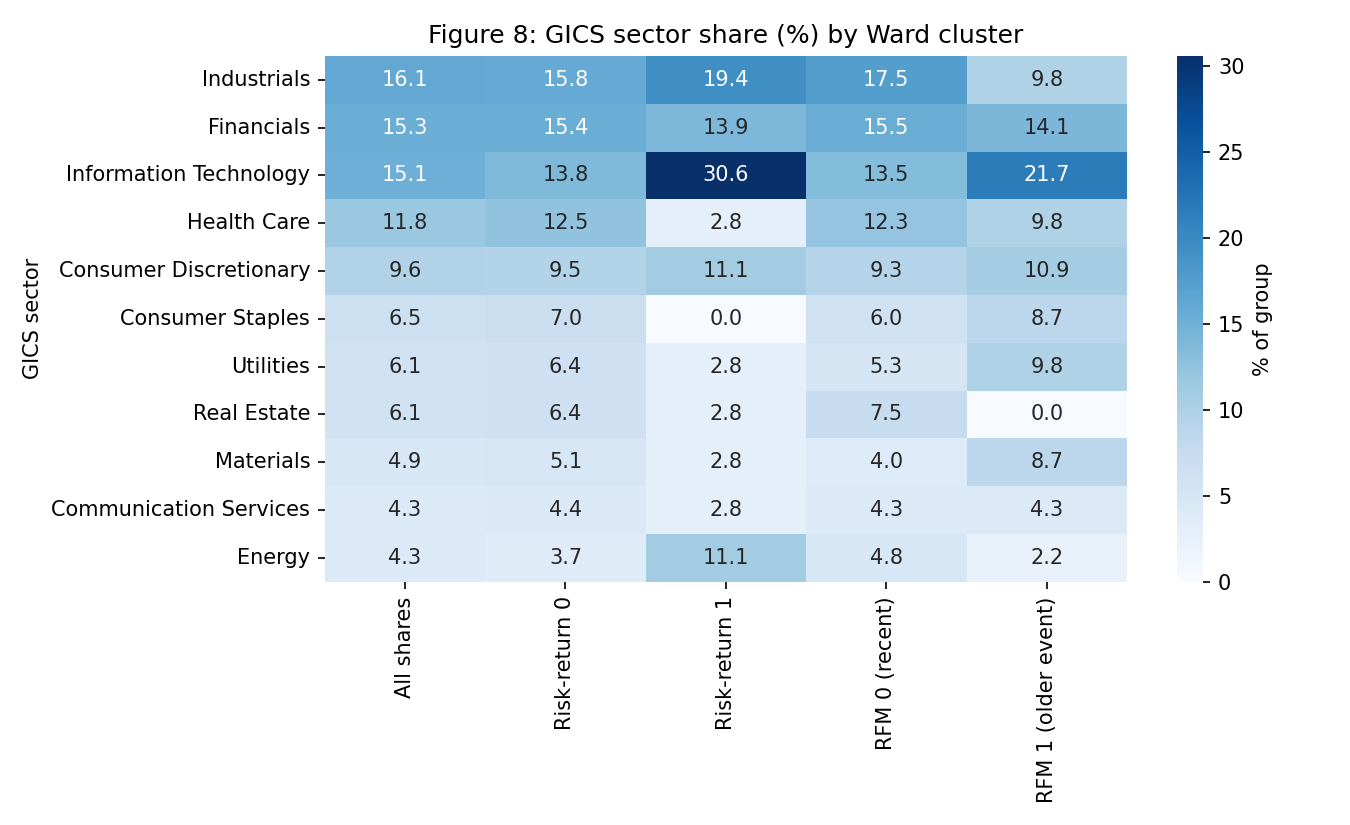 Figure 8: GICS sector share (%) by Ward cluster
GICS sector
Industrials 16.1 15.8 19.4 17.5 9.8
Financials 15.3 15.4 13.9 15.5 14.1
Information Technology 15.1 13.8 30.6 13.5 21.7
Health Care 11.8 12.5 2.8 12.3 9.8
Consumer Discretionary 9.6 9.5 11.1 9.3 10.9
Consumer Staples 6.5 7.0 0.0 6.0 8.7
Utilities 6.1 6.4 2.8 5.3 9.8
Real Estate 6.1 6.4 2.8 7.5 0.0
Materials 4.9 5.1 2.8 4.0 8.7
Communication Services 4.3 4.4 2.8 4.3 4.3
Energy 4.3 3.7 11.1 4.8 2.2
All shares
Risk-return 0
Risk-return 1
RFM 0 (recent)
RFM 1 (older event)
30
25
20
15
10
5
0
% of group